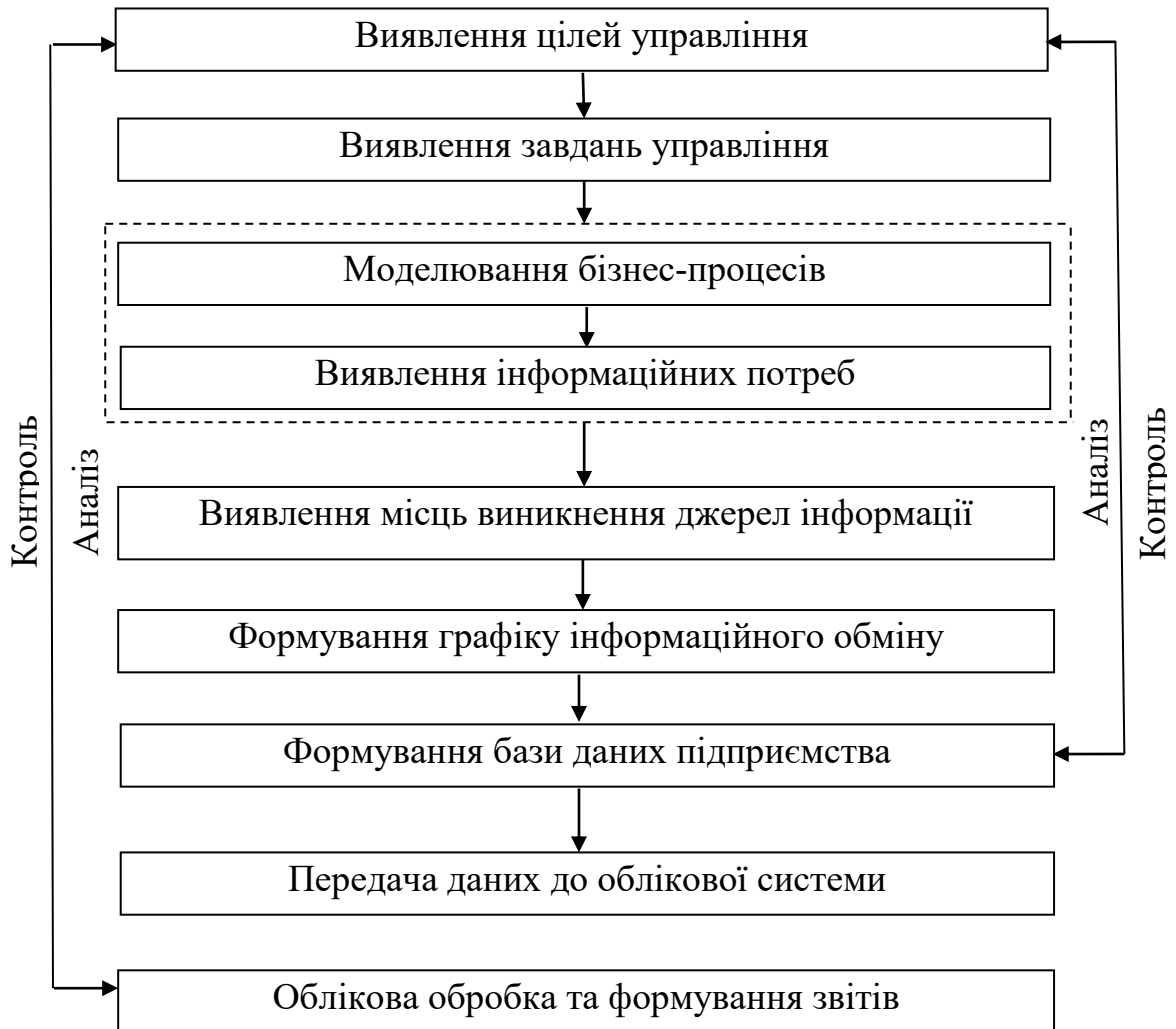 Виявлення цілей управління
Виявлення завдань управління
Моделювання бізнес-процесів
Виявлення інформаційних потреб
Виявлення місць виникнення джерел інформації
Формування графіку інформаційного обміну
Формування бази даних підприємства
Передача даних до облікової системи
Облікова обробка та формування звітів
Контроль
Аналіз
Аналіз
Контроль